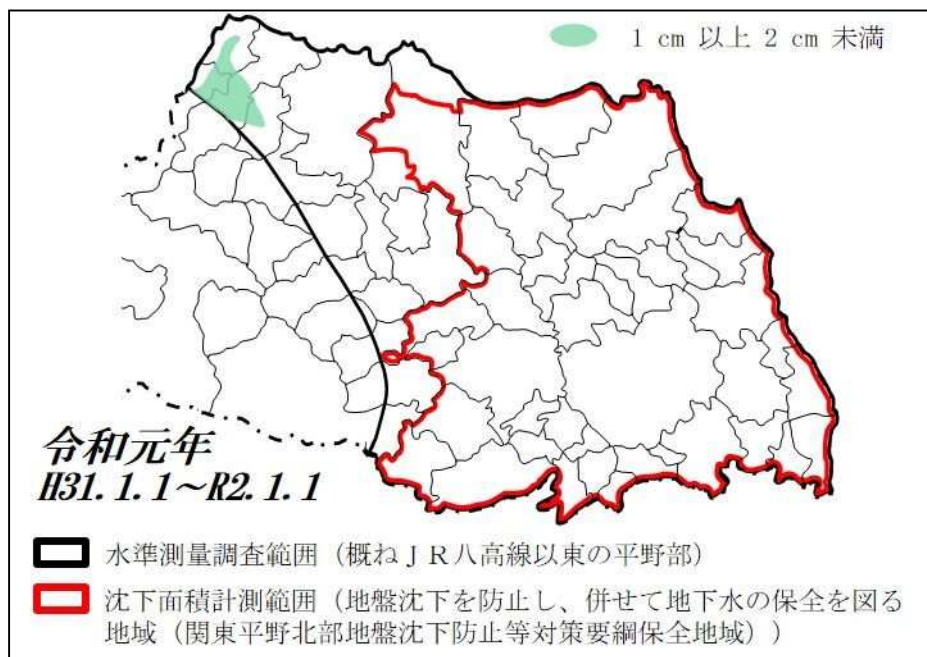 1 cm 以上 2 cm 未満
令和元年
H31.1.1～R2.1.1
水準測量調査範囲（概ねＪＲ八高線以東の平野部）
沈下面積計測範囲（地盤沈下を防止し、併せて地下水の保全を図る
地域（関東平野北部地盤沈下防止等対策要綱保全地域））